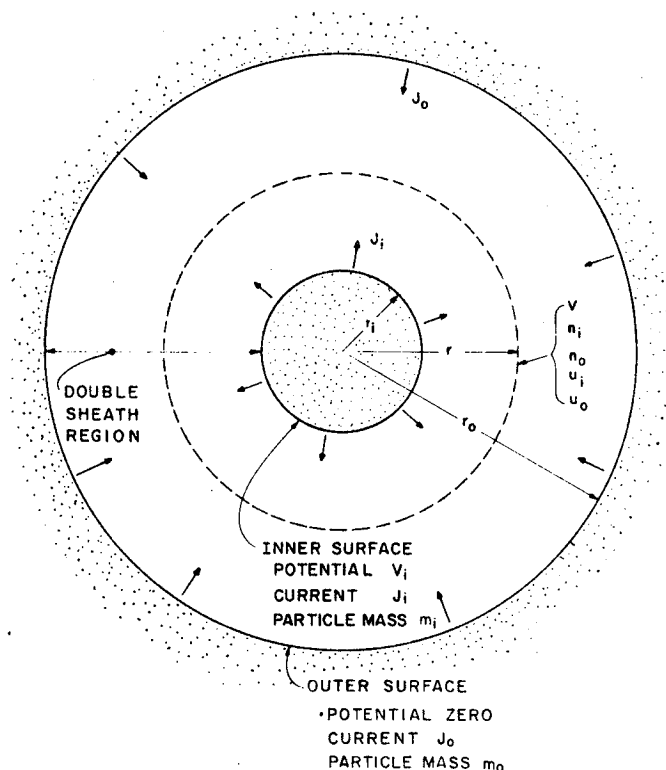 J₀
Jᵢ
rᵢ
r
r₀
V
nᵢ
n₀
uᵢ
u₀
DOUBLE
SHEATH
REGION
INNER SURFACE
POTENTIAL Vᵢ
CURRENT Jᵢ
PARTICLE MASS mᵢ
OUTER SURFACE
•POTENTIAL ZERO
CURRENT J₀
PARTICLE MASS m₀